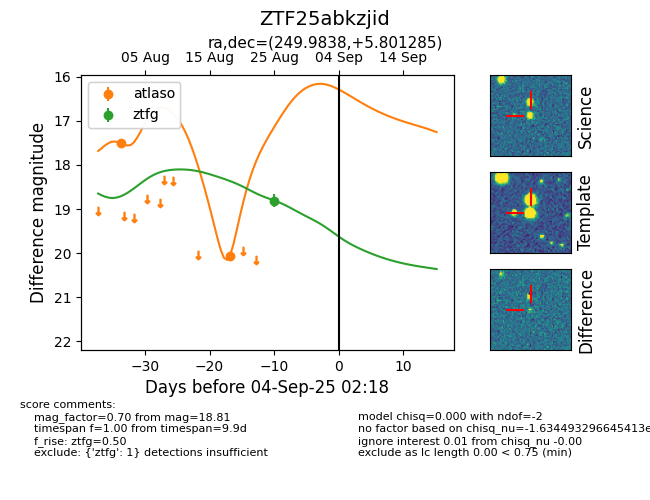 ZTF25abkzjid
ra,dec=(249.9838,+5.801285)
05 Aug 15 Aug 25 Aug 04 Sep 14 Sep
16
17
18
19
20
21
22
Difference magnitude
atlaso
ztfg
−30 −20 −10 0 10
Days before 04-Sep-25 02:18
Science
Template
Difference
score comments:
mag_factor=0.70 from mag=18.81
timespan f=1.00 from timespan=9.9d
f_rise: ztfg=0.50
exclude: {'ztfg': 1} detections insufficient
model chisq=0.000 with ndof=-2
no factor based on chisq_nu=-1.634493296645413e
ignore interest 0.01 from chisq_nu -0.00
exclude as lc length 0.00 < 0.75 (min)